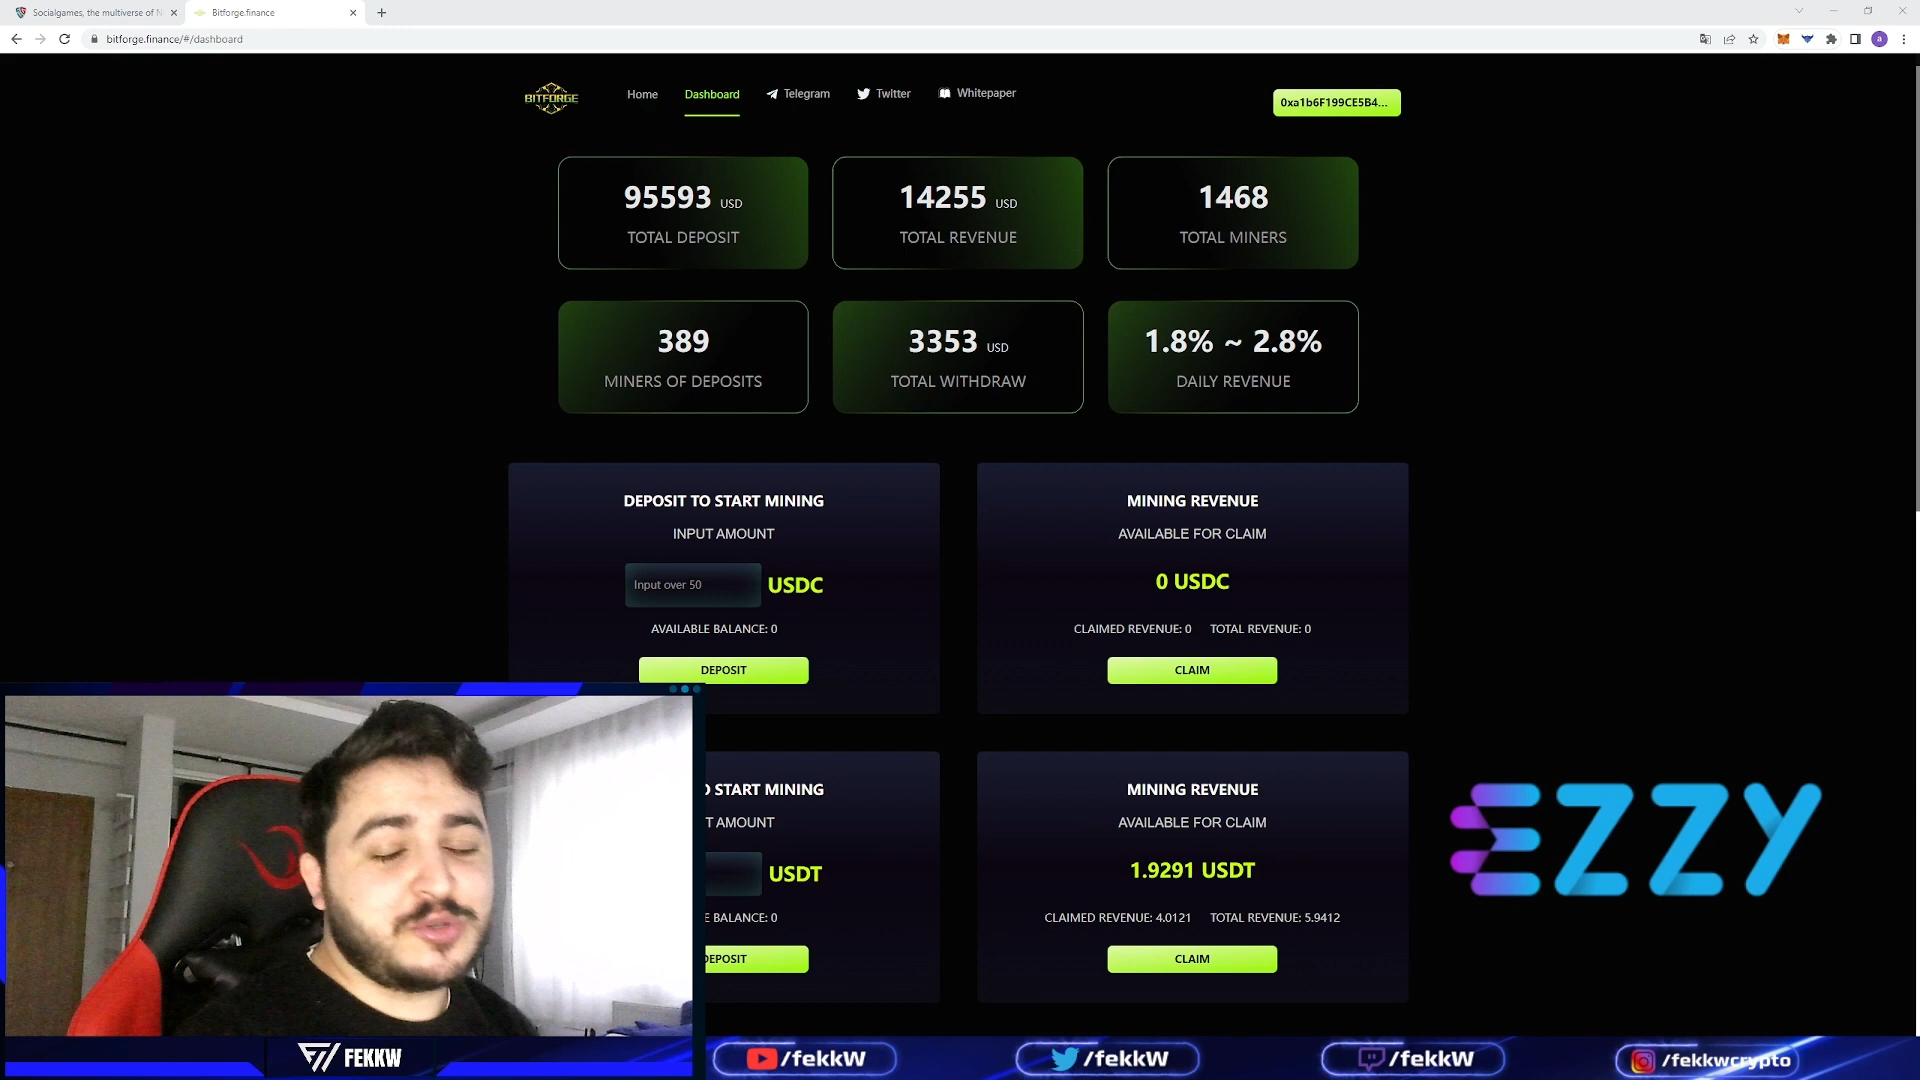 Socialgames, the multiverse of N
Bitforge.finance
bitforge.finance/#/dashboard
a
BITFORGE
Home
Dashboard
Telegram
Twitter
Whitepaper
0xa1b6F199CE5B4...
95593 USD
TOTAL DEPOSIT
14255 USD
TOTAL REVENUE
1468
TOTAL MINERS
389
MINERS OF DEPOSITS
3353 USD
TOTAL WITHDRAW
1.8% ~ 2.8%
DAILY REVENUE
DEPOSIT TO START MINING
INPUT AMOUNT
Input over 50 USDC
AVAILABLE BALANCE: 0
DEPOSIT
MINING REVENUE
AVAILABLE FOR CLAIM
0 USDC
CLAIMED REVENUE: 0 TOTAL REVENUE: 0
CLAIM
START MINING
T AMOUNT
USDT
E BALANCE: 0
DEPOSIT
MINING REVENUE
AVAILABLE FOR CLAIM
1.9291 USDT
CLAIMED REVENUE: 4.0121 TOTAL REVENUE: 5.9412
CLAIM
EZZY
FEKKW
/fekkW
/fekkW
/fekkW
/fekkwcrypto